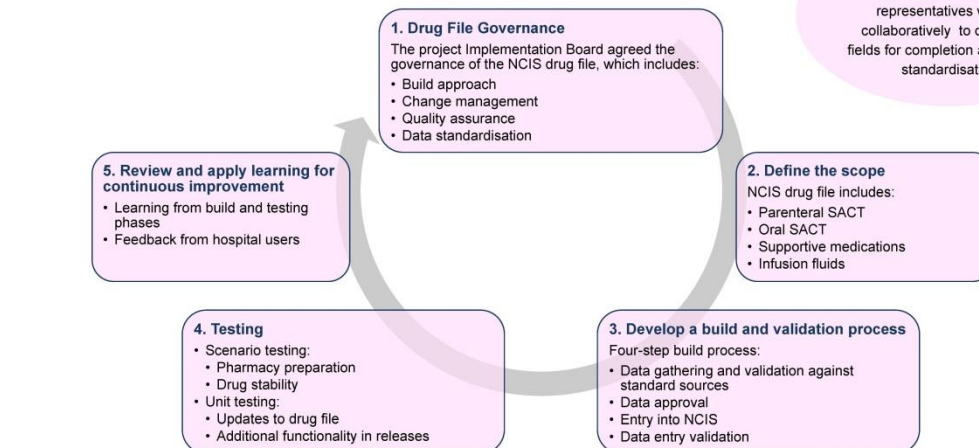 representatives
collaboratively to
fields for completion
1. Drug File Governance
The project Implementation Board agreed the
governance of the NCIS drug file, which includes:
• Build approach
• Change management
• Quality assurance
• Data standardisation
5. Review and apply learning for
continuous improvement
• Learning from build and testing
phases
• Feedback from hospital users
2. Define the scope
NCIS drug file includes:
• Parenteral SACT
• Oral SACT
• Supportive medications
• Infusion fluids
4. Testing
• Scenario testing:
• Pharmacy preparation
• Drug stability
• Unit testing:
• Updates to drug file
• Additional functionality in releases
3. Develop a build and validation process
Four-step build process:
• Data gathering and validation against
standard sources
• Data approval
• Entry into NCIS
• Data entry validation